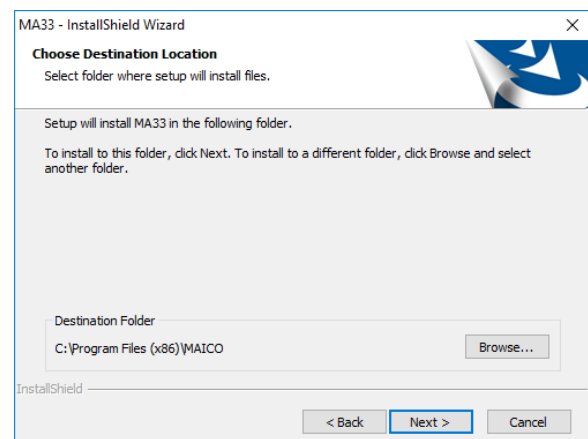 MA33 - InstallShield Wizard
Choose Destination Location
Select folder where setup will install files.
Setup will install MA33 in the following folder.
To install to this folder, click Next. To install to a different folder, click Browse and select
another folder.
Destination Folder
C:\Program Files (x86)\MAICO
Browse...
InstallShield
< Back
Next >
Cancel